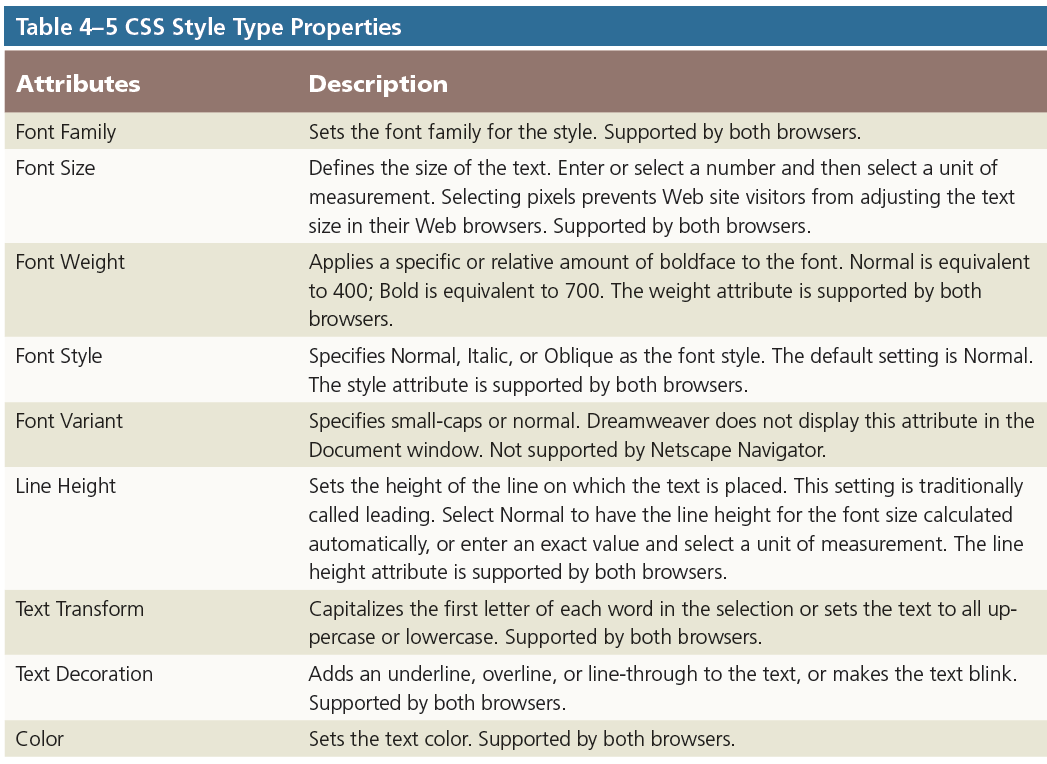 Table 4–5 CSS Style Type Properties
Attributes Description
Font Family Sets the font family for the style. Supported by both browsers.
Font Size Defines the size of the text. Enter or select a number and then select a unit of
measurement. Selecting pixels prevents Web site visitors from adjusting the text
size in their Web browsers. Supported by both browsers.
Font Weight Applies a specific or relative amount of boldface to the font. Normal is equivalent
to 400; Bold is equivalent to 700. The weight attribute is supported by both
browsers.
Font Style Specifies Normal, Italic, or Oblique as the font style. The default setting is Normal.
The style attribute is supported by both browsers.
Font Variant Specifies small-caps or normal. Dreamweaver does not display this attribute in the
Document window. Not supported by Netscape Navigator.
Line Height Sets the height of the line on which the text is placed. This setting is traditionally
called leading. Select Normal to have the line height for the font size calculated
automatically, or enter an exact value and select a unit of measurement. The line
height attribute is supported by both browsers.
Text Transform Capitalizes the first letter of each word in the selection or sets the text to all up-
percase or lowercase. Supported by both browsers.
Text Decoration Adds an underline, overline, or line-through to the text, or makes the text blink.
Supported by both browsers.
Color Sets the text color. Supported by both browsers.